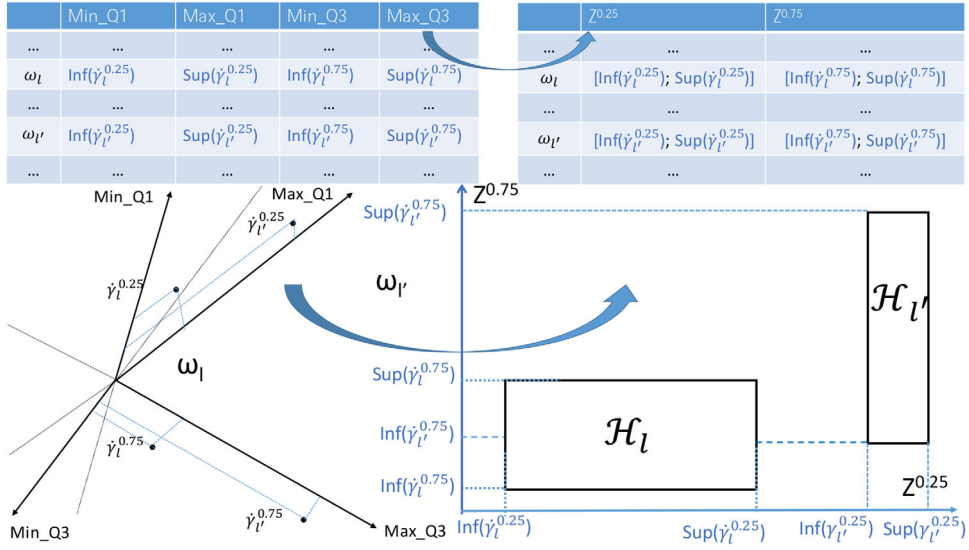 Min_Q1 Max_Q1 Min_Q3 Max_Q3
... ... ... ... ...
ω_l Inf(γ̇_l^0.25) Sup(γ̇_l^0.25) Inf(γ̇_l^0.75) Sup(γ̇_l^0.75)
... ... ... ... ...
ω_l' Inf(γ̇_l'^0.25) Sup(γ̇_l'^0.25) Inf(γ̇_l'^0.75) Sup(γ̇_l'^0.75)
... ... ... ... ...
Z^0.25 Z^0.75
... ... ...
ω_l [Inf(γ̇_l^0.25); Sup(γ̇_l^0.25)] [Inf(γ̇_l^0.75); Sup(γ̇_l^0.75)]
... ... ...
ω_l' [Inf(γ̇_l'^0.25); Sup(γ̇_l'^0.25)] [Inf(γ̇_l'^0.75); Sup(γ̇_l'^0.75)]
... ... ...
Min_Q1
Max_Q1
γ̇_l'^0.25
γ̇_l^0.25
ω_l
γ̇_l^0.75
γ̇_l'^0.75
Min_Q3
Max_Q3
ω_l'
Z^0.75
Sup(γ̇_l'^0.75)
ℋ_l'
Sup(γ̇_l^0.75)
Inf(γ̇_l'^0.75)
ℋ_l
Inf(γ̇_l^0.75)
Z^0.25
Inf(γ̇_l^0.25) Sup(γ̇_l^0.25) Inf(γ̇_l'^0.25) Sup(γ̇_l'^0.25)